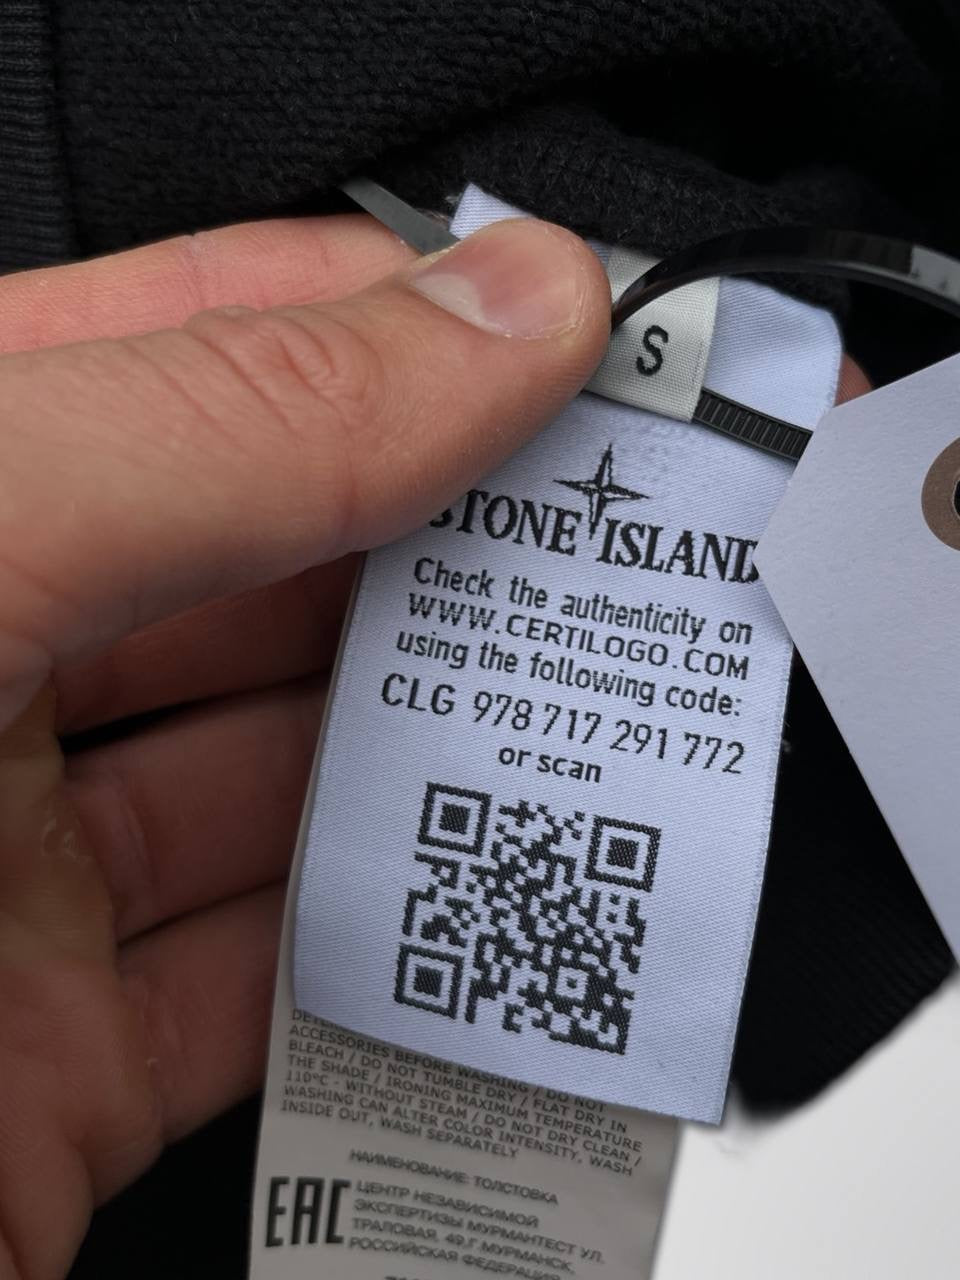 S
STONE ISLAND
Check the authenticity on
WWW.CERTILOGO.COM
using the following code:
CLG 978 717 291 772
or scan
ACCESSORIES BEFORE WASHING / DO NOT
BLEACH / DO NOT TUMBLE DRY / FLAT DRY IN
THE SHADE / IRONING MAXIMUM TEMPERATURE
110°C - WITHOUT STEAM / DO NOT DRY CLEAN /
WASHING CAN ALTER COLOR INTENSITY, WASH
INSIDE OUT, WASH SEPARATELY
НАИМЕНОВАНИЕ: ТОЛСТОВКА
EAC
ЦЕНТР НЕЗАВИСИМОЙ
ЭКСПЕРТИЗЫ МУРМАНТЕСТ УЛ.
ТРАЛОВАЯ, 49,Г.МУРМАНСК,
РОССИЙСКАЯ ФЕДЕРАЦИЯ